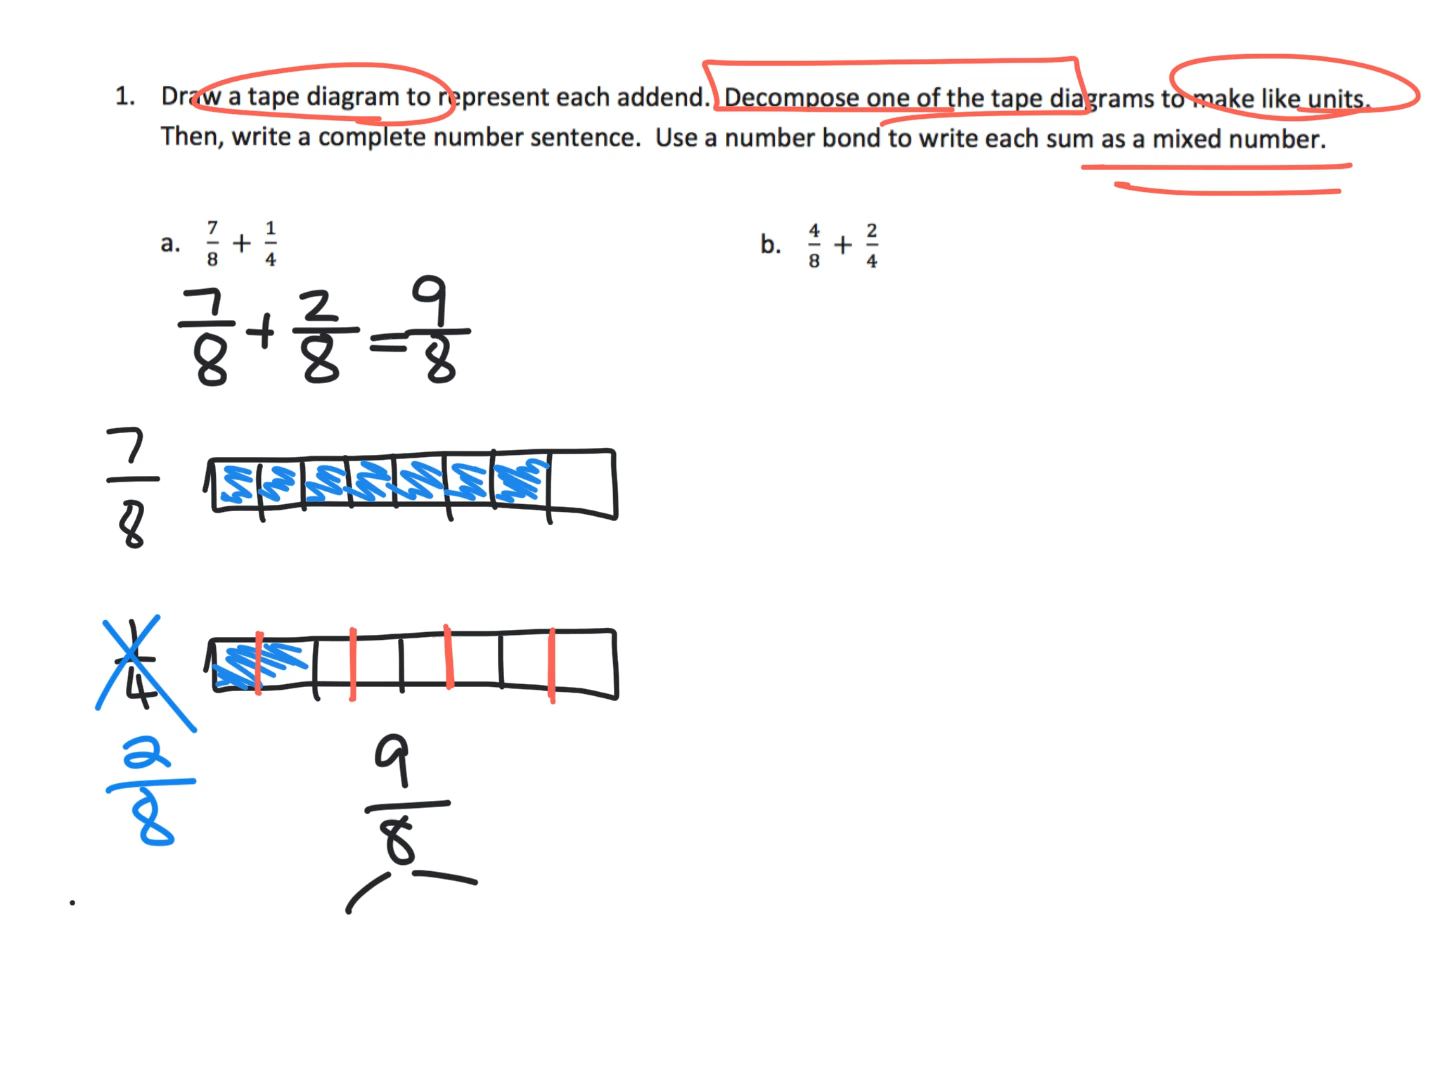 1. Draw a tape diagram to represent each addend. Decompose one of the tape diagrams to make like units.
Then, write a complete number sentence. Use a number bond to write each sum as a mixed number.
a. 7/8 + 1/4
b. 4/8 + 2/4
7/8 + 2/8 = 9/8
7/8
1/4
2/8
9/8